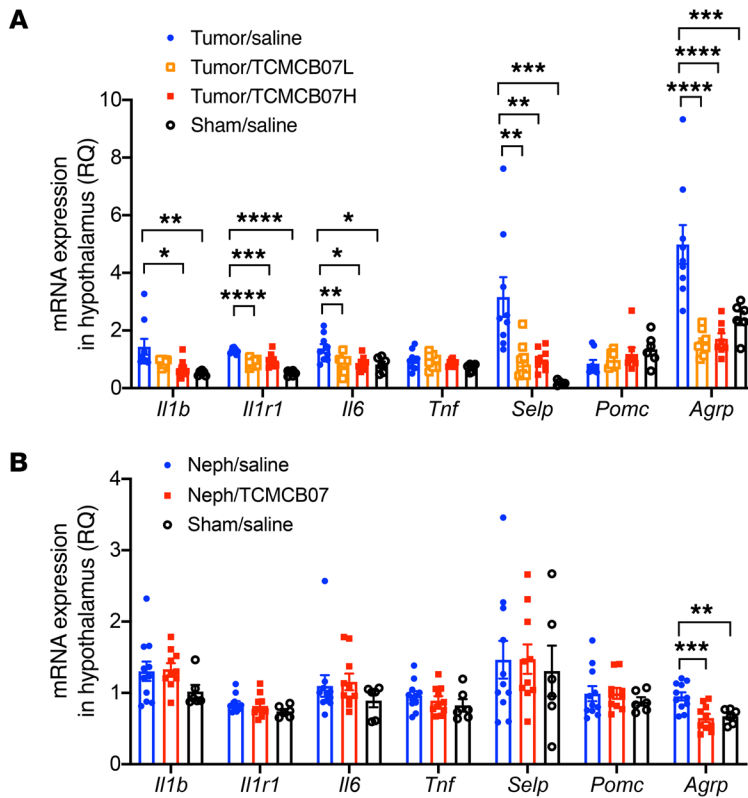 A
Tumor/saline
Tumor/TCMCB07L
Tumor/TCMCB07H
Sham/saline
mRNA expression
in hypothalamus (RQ)
10
8
6
4
2
0
**
*
****
***
****
*
*
**
***
**
**
***
****
****
Il1b Il1r1 Il6 Tnf Selp Pomc Agrp
B
Neph/saline
Neph/TCMCB07
Sham/saline
mRNA expression
in hypothalamus (RQ)
4
3
2
1
0
**
***
Il1b Il1r1 Il6 Tnf Selp Pomc Agrp